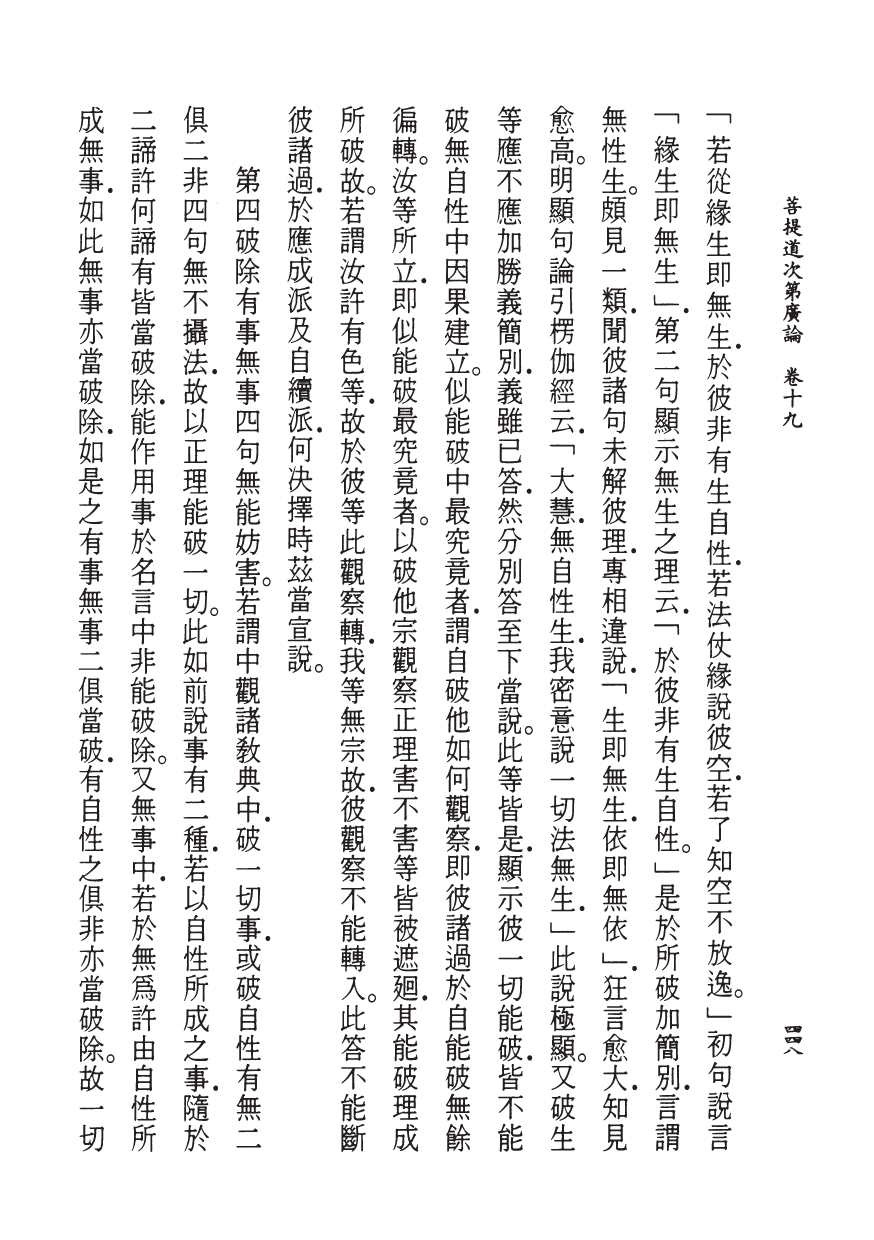 菩提道次第廣論　卷十九
四四八
「若從緣生即無生．於彼非有生自性．若法仗緣說彼空．若了知空不放逸。」初句說言
「緣生即無生」．第二句顯示無生之理云．「於彼非有生自性。」是於所破加簡別．言謂
無性生。頗見一類．聞彼諸句未解彼理．專相違說．「生即無生．依即無依」．狂言愈大．知見
愈高。明顯句論引楞伽經云．「大慧．無自性生．我密意說一切法無生．」此說極顯。又破生
等應不應加勝義簡別．義雖已答．然分別答至下當說。此等皆是．顯示彼一切能破．皆不能
破無自性中因果建立。似能破中最究竟者．謂自破他如何觀察．即彼諸過於自能破無餘
徧轉。汝等所立．即似能破最究竟者。以破他宗觀察正理害不害等皆被遮廻．其能破理成
所破故。若謂汝許有色等．故於彼等此觀察轉．我等無宗故．彼觀察不能轉入。此答不能斷
彼諸過．於應成派及自續派．何決擇時茲當宣說。
第四破除有事無事四句無能妨害。若謂中觀諸教典中．破一切事．或破自性有無二
俱二非四句無不攝法．故以正理能破一切。此如前說事有二種．若以自性所成之事．隨於
二諦許何諦有皆當破除．能作用事於名言中非能破除。又無事中．若於無爲許由自性所
成無事．如此無事亦當破除．如是之有事無事二俱當破．有自性之俱非亦當破除。故一切